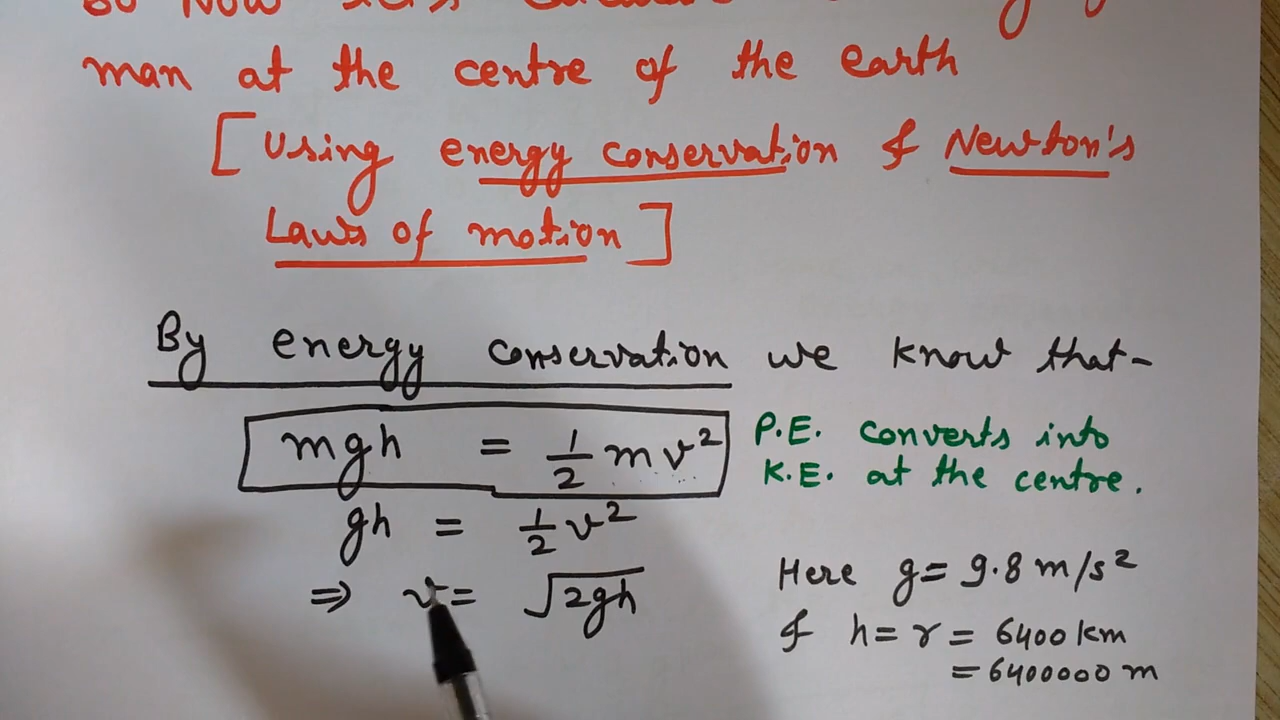 So Now
man at the centre of the earth
[Using energy conservation & Newton's
Laws of motion]
By energy conservation we know that-
mgh = 1/2 mv²
P.E. converts into
K.E. at the centre.
gh = 1/2 v²
⇒ v = √2gh
Here g = 9.8 m/s²
& h = r = 6400 km
= 6400000 m